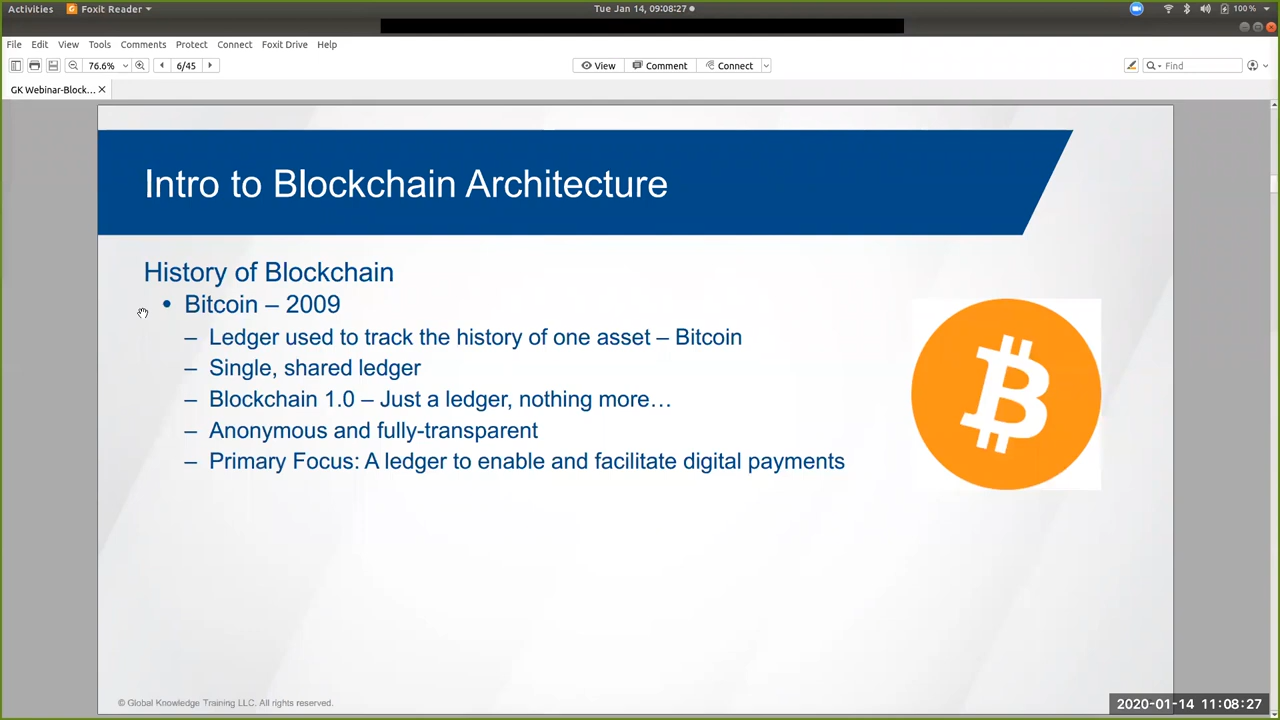 Activities Foxit Reader Tue Jan 14, 09:08:27 100 %
File Edit View Tools Comments Protect Connect Foxit Drive Help
76.6% 6/45 View Comment Connect Find
GK Webinar-Block...
Intro to Blockchain Architecture
History of Blockchain
• Bitcoin – 2009
– Ledger used to track the history of one asset – Bitcoin
– Single, shared ledger
– Blockchain 1.0 – Just a ledger, nothing more…
– Anonymous and fully-transparent
– Primary Focus: A ledger to enable and facilitate digital payments
© Global Knowledge Training LLC. All rights reserved.
2020-01-14 11:08:27